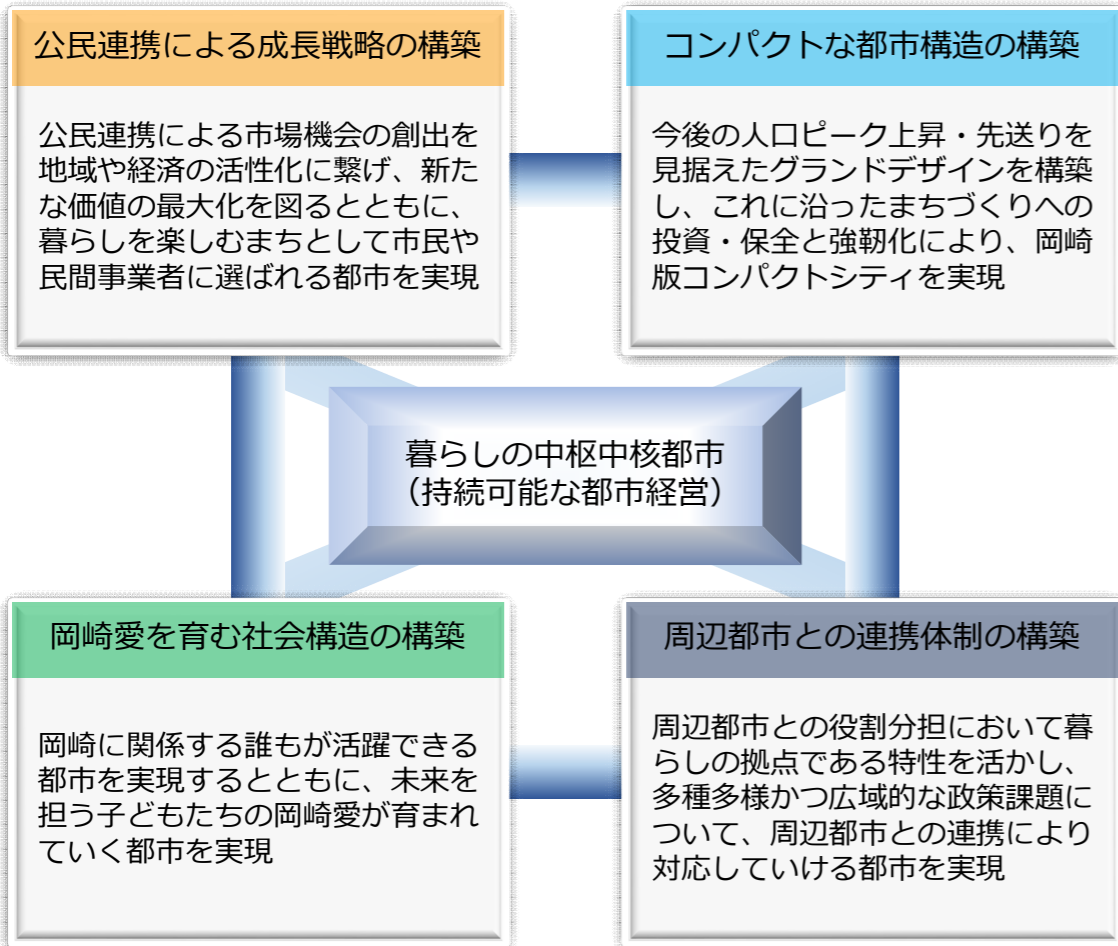 公民連携による成長戦略の構築
公民連携による市場機会の創出を
地域や経済の活性化に繋げ、新た
な価値の最大化を図るとともに、
暮らしを楽しむまちとして市民や
民間事業者に選ばれる都市を実現
コンパクトな都市構造の構築
今後の人口ピーク上昇・先送りを
見据えたグランドデザインを構築
し、これに沿ったまちづくりへの
投資・保全と強靭化により、岡崎
版コンパクトシティを実現
暮らしの中枢中核都市
（持続可能な都市経営）
岡崎愛を育む社会構造の構築
岡崎に関係する誰もが活躍できる
都市を実現するとともに、未来を
担う子どもたちの岡崎愛が育まれ
ていく都市を実現
周辺都市との連携体制の構築
周辺都市との役割分担において暮
らしの拠点である特性を活かし、
多種多様かつ広域的な政策課題に
ついて、周辺都市との連携により
対応していける都市を実現